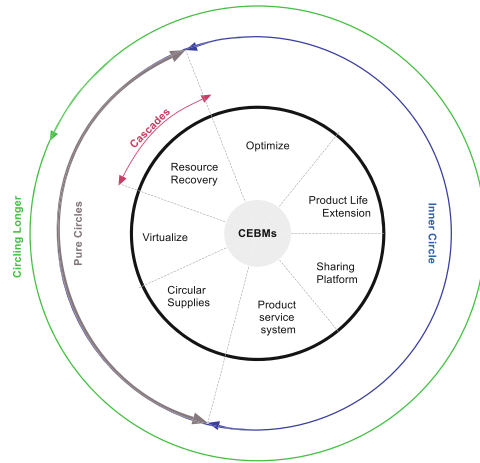 Cascades
Optimize
Resource
Recovery
Product Life
Extension
Circling Longer
Pure Circles
Virtualize
CEBMs
Inner Circle
Sharing
Platform
Circular
Supplies
Product
service
system